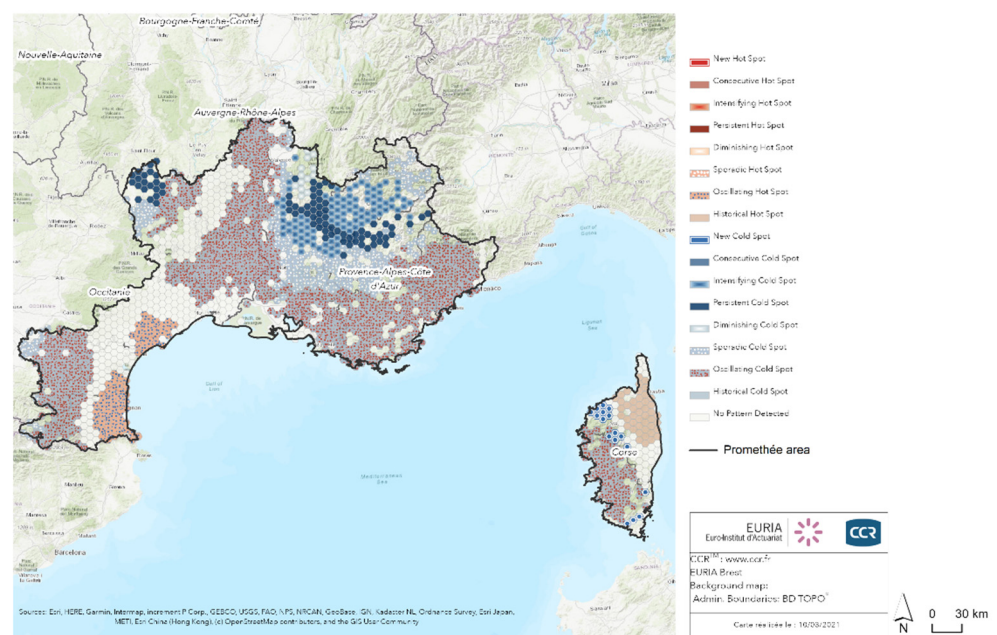 Bourgogne-Franche-Comté
Nouvelle-Aquitaine
Auvergne-Rhône-Alpes
Provence-Alpes-Côte
d'Azur
Monaco
Occitanie
Corse
Mediterranean
Sea
Barcelona
New Hot Spot
Consecutive Hot Spot
Intensifying Hot Spot
Persistent Hot Spot
Diminishing Hot Spot
Sporadic Hot Spot
Oscillating Hot Spot
Historical Hot Spot
New Cold Spot
Consecutive Cold Spot
Intensifying Cold Spot
Persistent Cold Spot
Diminishing Cold Spot
Sporadic Cold Spot
Oscillating Cold Spot
Historical Cold Spot
No Pattern Detected
Promethée area
EURIA
Euro-Institut d'Actuariat
CCR
CCR™ : www.ccr.fr
EURIA Brest
Background map:
Admin. Boundaries: BD TOPO®
Carte réalisée le : 10/03/2021
N
0 30 km
Sources: Esri, HERE, Garmin, Intermap, increment P Corp., GEBCO, USGS, FAO, NPS, NRCAN, GeoBase, IGN, Kadaster NL, Ordnance Survey, Esri Japan,
METI, Esri China (Hong Kong), (c) OpenStreetMap contributors, and the GIS User Community